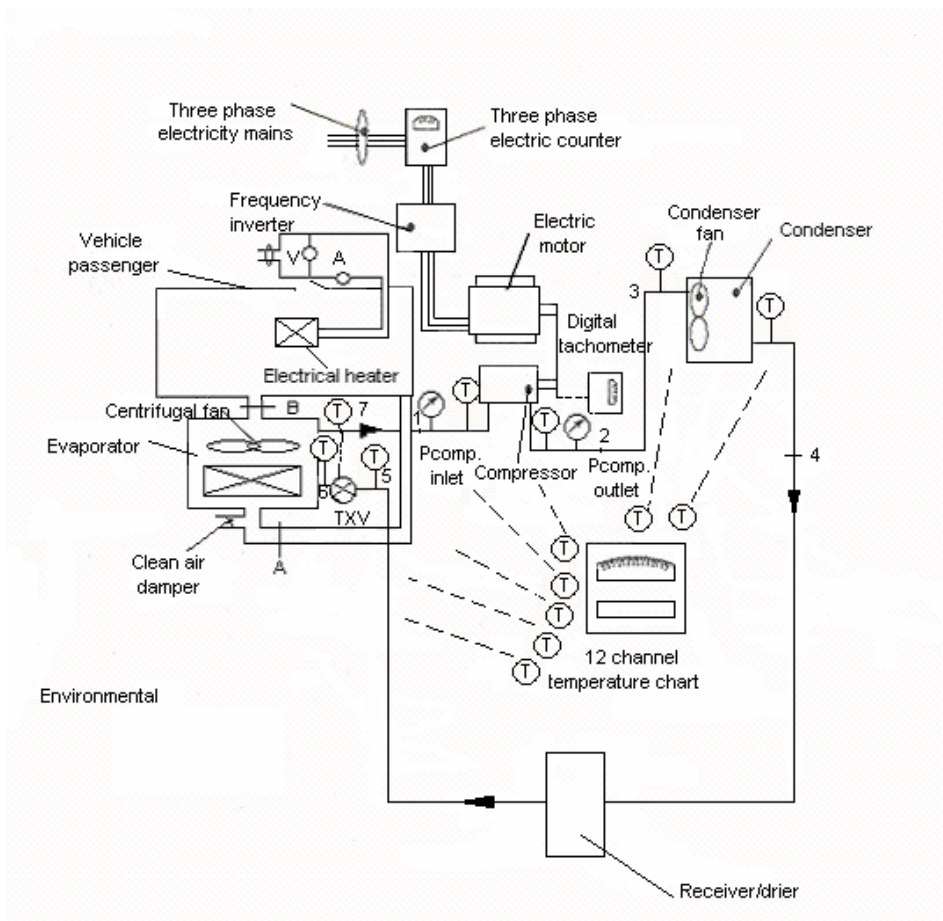 Three phase
electricity mains
Three phase
electric counter
Frequency
inverter
Electric
motor
Condenser
fan
Condenser
Vehicle
passenger
V
A
T
3
T
Digital
tachometer
Electrical heater
Centrifugal fan
B
T
7
T
Evaporator
T
T
5
6
TXV
Pcomp.
inlet
Compressor
T
2
Pcomp.
outlet
4
Clean air
damper
A
T
T
T
T
T
T
T
12 channel
temperature chart
Environmental
Receiver/drier